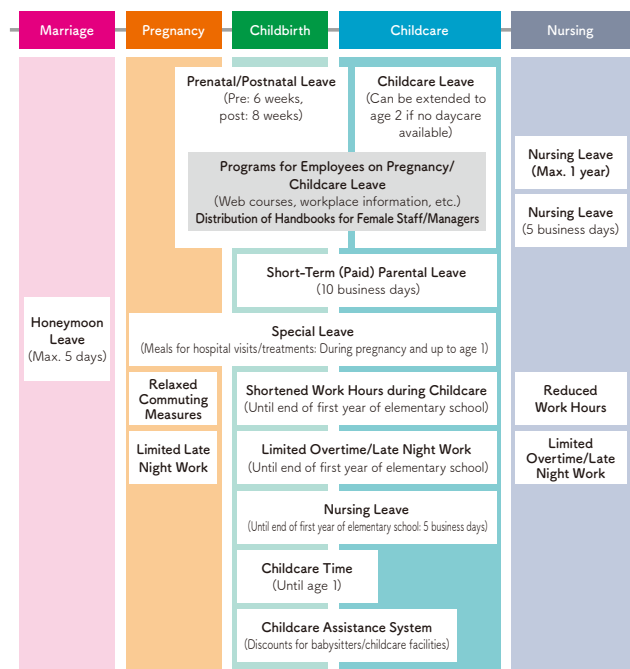 Marriage
Pregnancy
Childbirth
Childcare
Nursing
Prenatal/Postnatal Leave
(Pre: 6 weeks,
post: 8 weeks)
Childcare Leave
(Can be extended to
age 2 if no daycare
available)
Programs for Employees on Pregnancy/
Childcare Leave
(Web courses, workplace information, etc.)
Distribution of Handbooks for Female Staff/Managers
Nursing Leave
(Max. 1 year)
Nursing Leave
(5 business days)
Short-Term (Paid) Parental Leave
(10 business days)
Honeymoon
Leave
(Max. 5 days)
Special Leave
(Meals for hospital visits/treatments: During pregnancy and up to age 1)
Relaxed
Commuting
Measures
Shortened Work Hours during Childcare
(Until end of first year of elementary school)
Reduced
Work Hours
Limited Late
Night Work
Limited Overtime/Late Night Work
(Until end of first year of elementary school)
Limited
Overtime/Late
Night Work
Nursing Leave
(Until end of first year of elementary school: 5 business days)
Childcare Time
(Until age 1)
Childcare Assistance System
(Discounts for babysitters/childcare facilities)